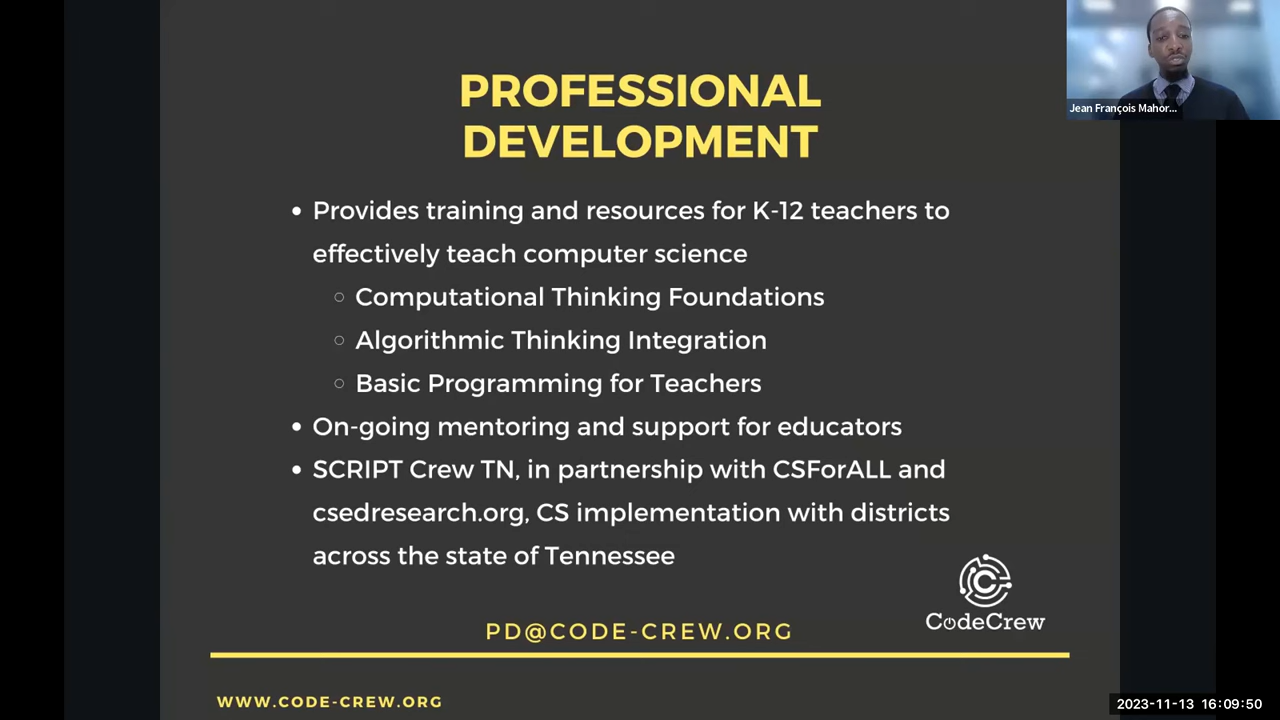 PROFESSIONAL
DEVELOPMENT
Jean François Mahor...
• Provides training and resources for K-12 teachers to
effectively teach computer science
○ Computational Thinking Foundations
○ Algorithmic Thinking Integration
○ Basic Programming for Teachers
• On-going mentoring and support for educators
• SCRIPT Crew TN, in partnership with CSForALL and
csedresearch.org, CS implementation with districts
across the state of Tennessee
CodeCrew
PD@CODE-CREW.ORG
WWW.CODE-CREW.ORG
2023-11-13 16:09:50